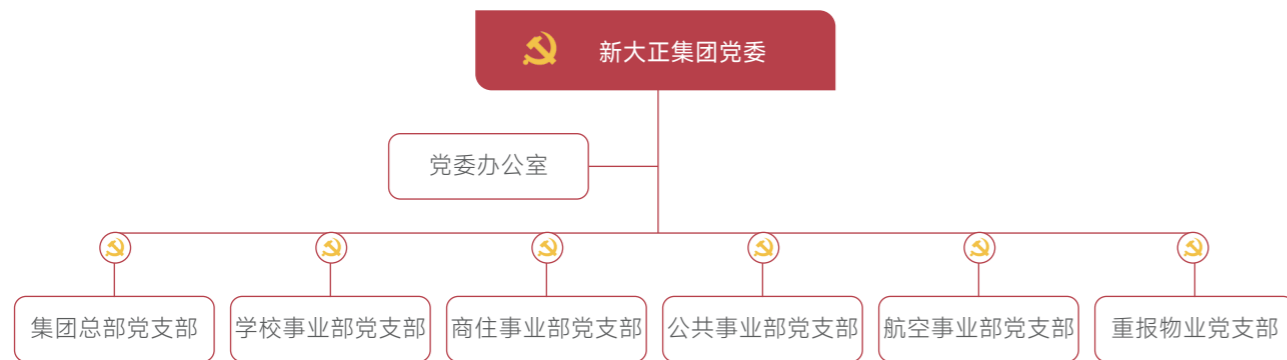 新大正集团党委
党委办公室
集团总部党支部
学校事业部党支部
商住事业部党支部
公共事业部党支部
航空事业部党支部
重报物业党支部